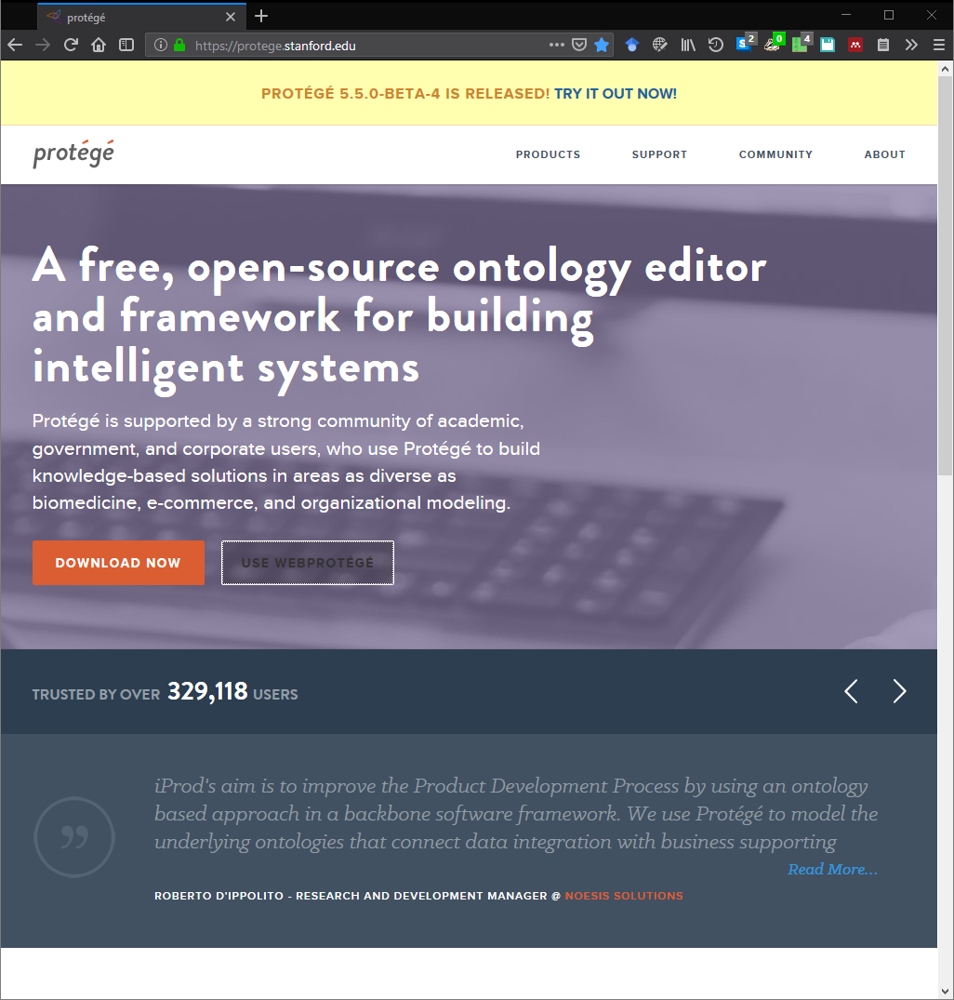 protégé
https://protege.stanford.edu
2
0
4
PROTÉGÉ 5.5.0-BETA-4 IS RELEASED! TRY IT OUT NOW!
protégé
PRODUCTS SUPPORT COMMUNITY ABOUT
A free, open-source ontology editor
and framework for building
intelligent systems
Protégé is supported by a strong community of academic,
government, and corporate users, who use Protégé to build
knowledge-based solutions in areas as diverse as
biomedicine, e-commerce, and organizational modeling.
DOWNLOAD NOW USE WEBPROTÉGÉ
TRUSTED BY OVER 329,118 USERS
iProd's aim is to improve the Product Development Process by using an ontology
based approach in a backbone software framework. We use Protégé to model the
underlying ontologies that connect data integration with business supporting
Read More...
ROBERTO D'IPPOLITO - RESEARCH AND DEVELOPMENT MANAGER @ NOESIS SOLUTIONS